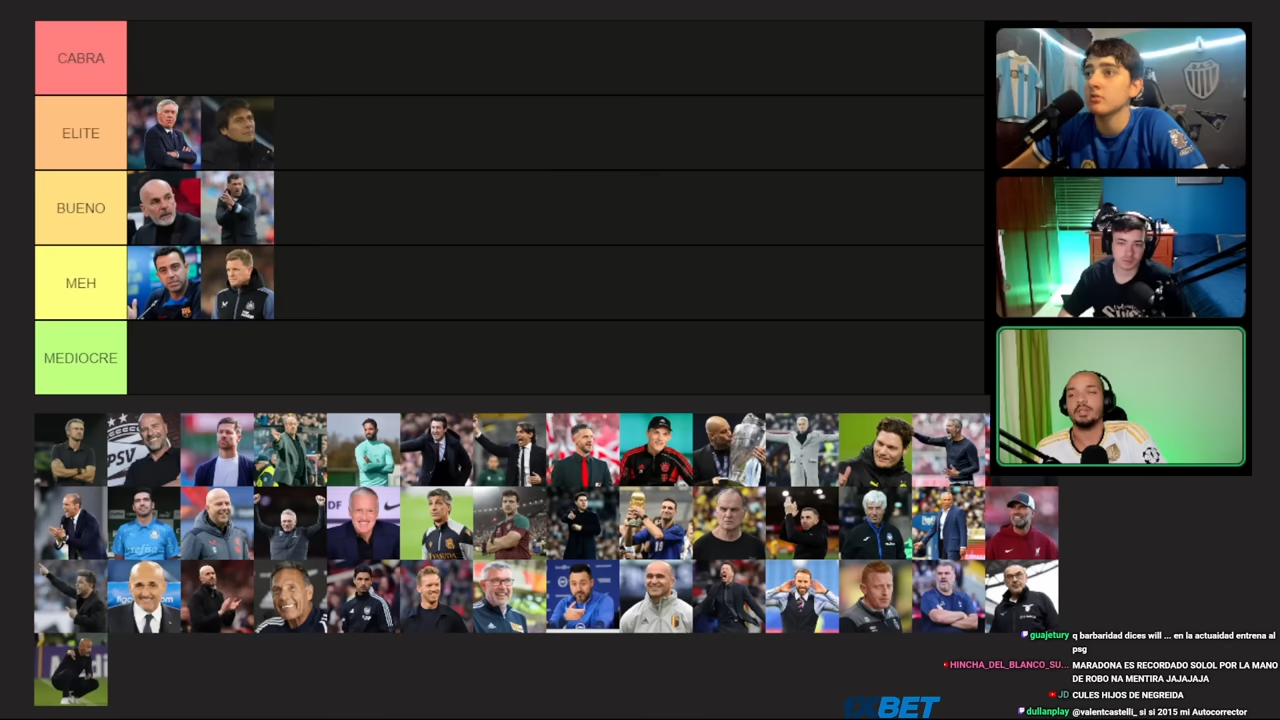 CABRA
ELITE
BUENO
MEH
MEDIOCRE
PSV
guajetury q barbaridad dices will ... en la actuaidad entrena al
psg
HINCHA_DEL_BLANCO_SU... MARADONA ES RECORDADO SOLOL POR LA MANO
DE ROBO NA MENTIRA JAJAJAJA
JD CULES HIJOS DE NEGREIDA
dullanplay @valentcastelli_ si si 2015 mi Autocorrector
1XBET